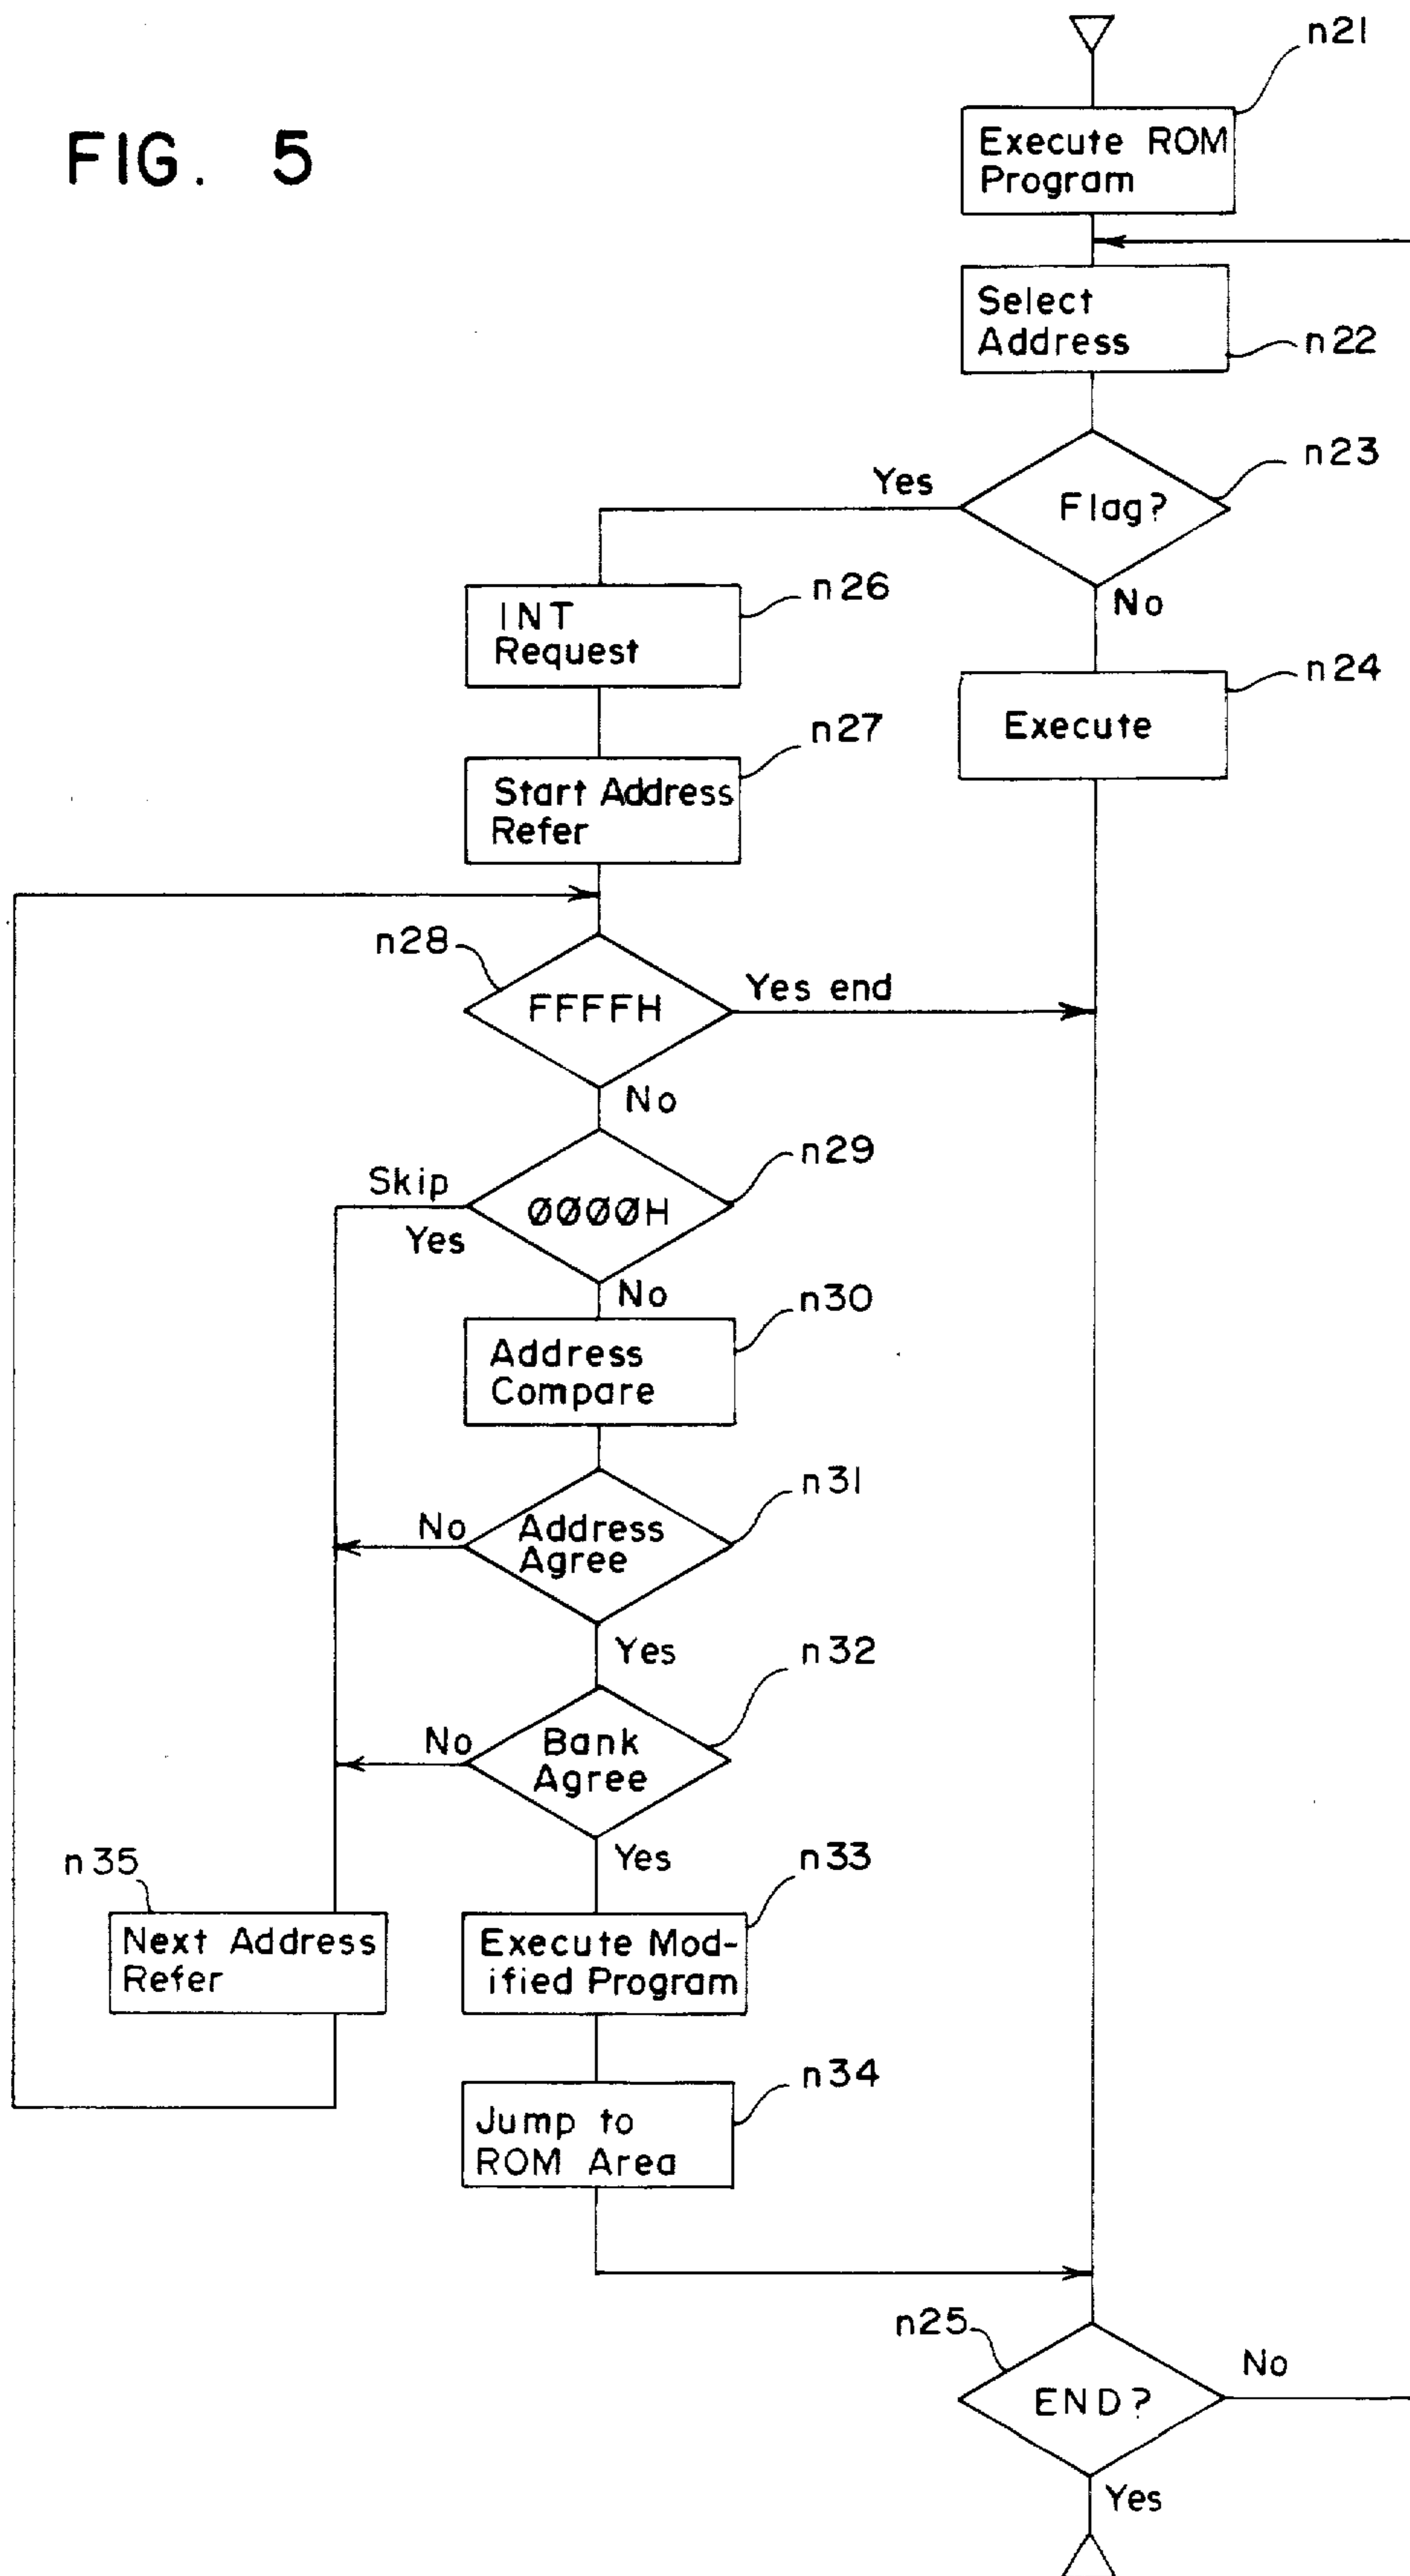 FIG. 5
n21
Execute ROM
Program
Select
Address
n22
n23
Flag?
Yes
No
n26
INT
Request
n24
Execute
n27
Start Address
Refer
n28
FFFFH
Yes end
No
n29
Skip
ØØØØH
Yes
No
n30
Address
Compare
n31
Address
Agree
No
Yes
n32
Bank
Agree
No
Yes
n33
Execute Mod-
ified Program
n35
Next Address
Refer
n34
Jump to
ROM Area
n25
END?
No
Yes